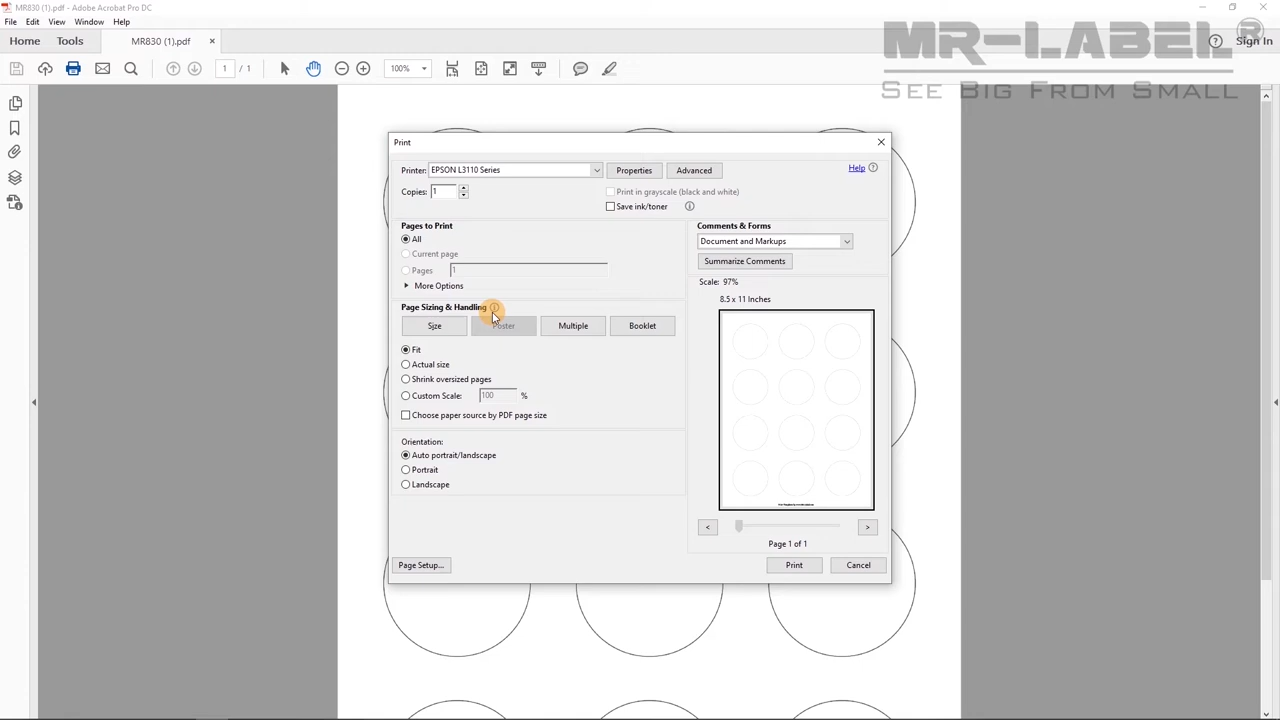 MR830 (1).pdf - Adobe Acrobat Pro DC
File Edit View Window Help
Home Tools MR830 (1).pdf × ? Sign In
MR-LABEL®
SEE BIG FROM SMALL
1 / 1 100%
Print
Printer: EPSON L3110 Series Properties Advanced Help ?
Copies: 1 Print in grayscale (black and white)
Save ink/toner
Pages to Print
All
Current page
Pages 1
More Options
Page Sizing & Handling
Size Poster Multiple Booklet
Fit
Actual size
Shrink oversized pages
Custom Scale: 100 %
Choose paper source by PDF page size
Orientation:
Auto portrait/landscape
Portrait
Landscape
Comments & Forms
Document and Markups
Summarize Comments
Scale: 97%
8.5 x 11 Inches
< >
Page 1 of 1
Page Setup... Print Cancel